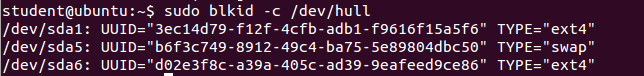 student@ubuntu:~$ sudo blkid -c /dev/hull
/dev/sda1: UUID="3ec14d79-f12f-4cfb-adb1-f9616f15a5f6" TYPE="ext4"
/dev/sda5: UUID="b6f3c749-8912-49c4-ba75-5e89804dbc50" TYPE="swap"
/dev/sda6: UUID="d02e3f8c-a39a-405c-ad39-9eafeed9ce86" TYPE="ext4"